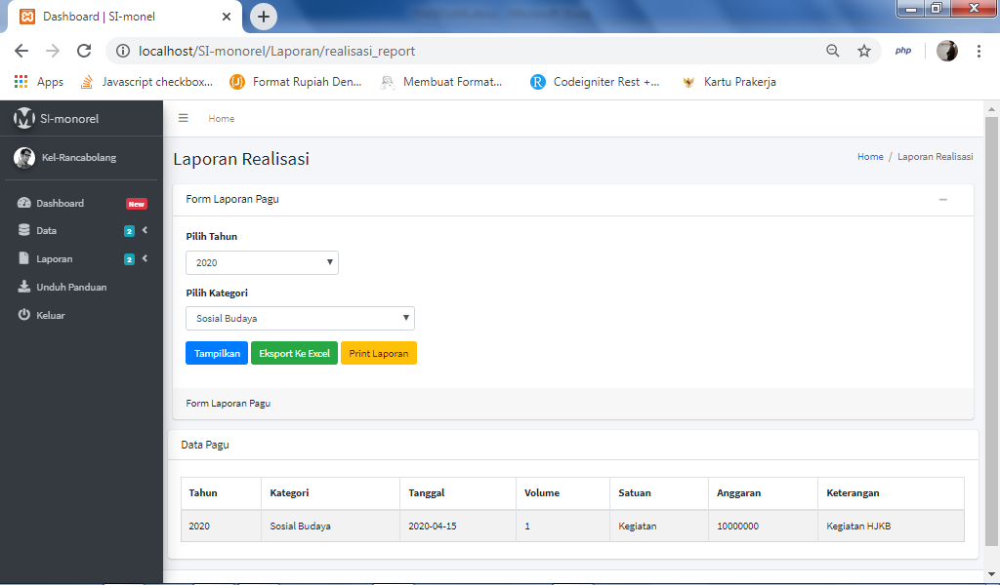 Dashboard | SI-monel
localhost/SI-monorel/Laporan/realisasi_report
php
Apps
Javascript checkbox...
Format Rupiah Den...
Membuat Format...
Codeigniter Rest +...
Kartu Prakerja
SI-monorel
Home
Kel-Rancabolang
Laporan Realisasi
Home / Laporan Realisasi
Dashboard New
Data 2
Laporan 2
Unduh Panduan
Keluar
Form Laporan Pagu
Pilih Tahun
2020
Pilih Kategori
Sosial Budaya
Tampilkan Eksport Ke Excel Print Laporan
Form Laporan Pagu
Data Pagu
Tahun Kategori Tanggal Volume Satuan Anggaran Keterangan
2020 Sosial Budaya 2020-04-15 1 Kegiatan 10000000 Kegiatan HJKB